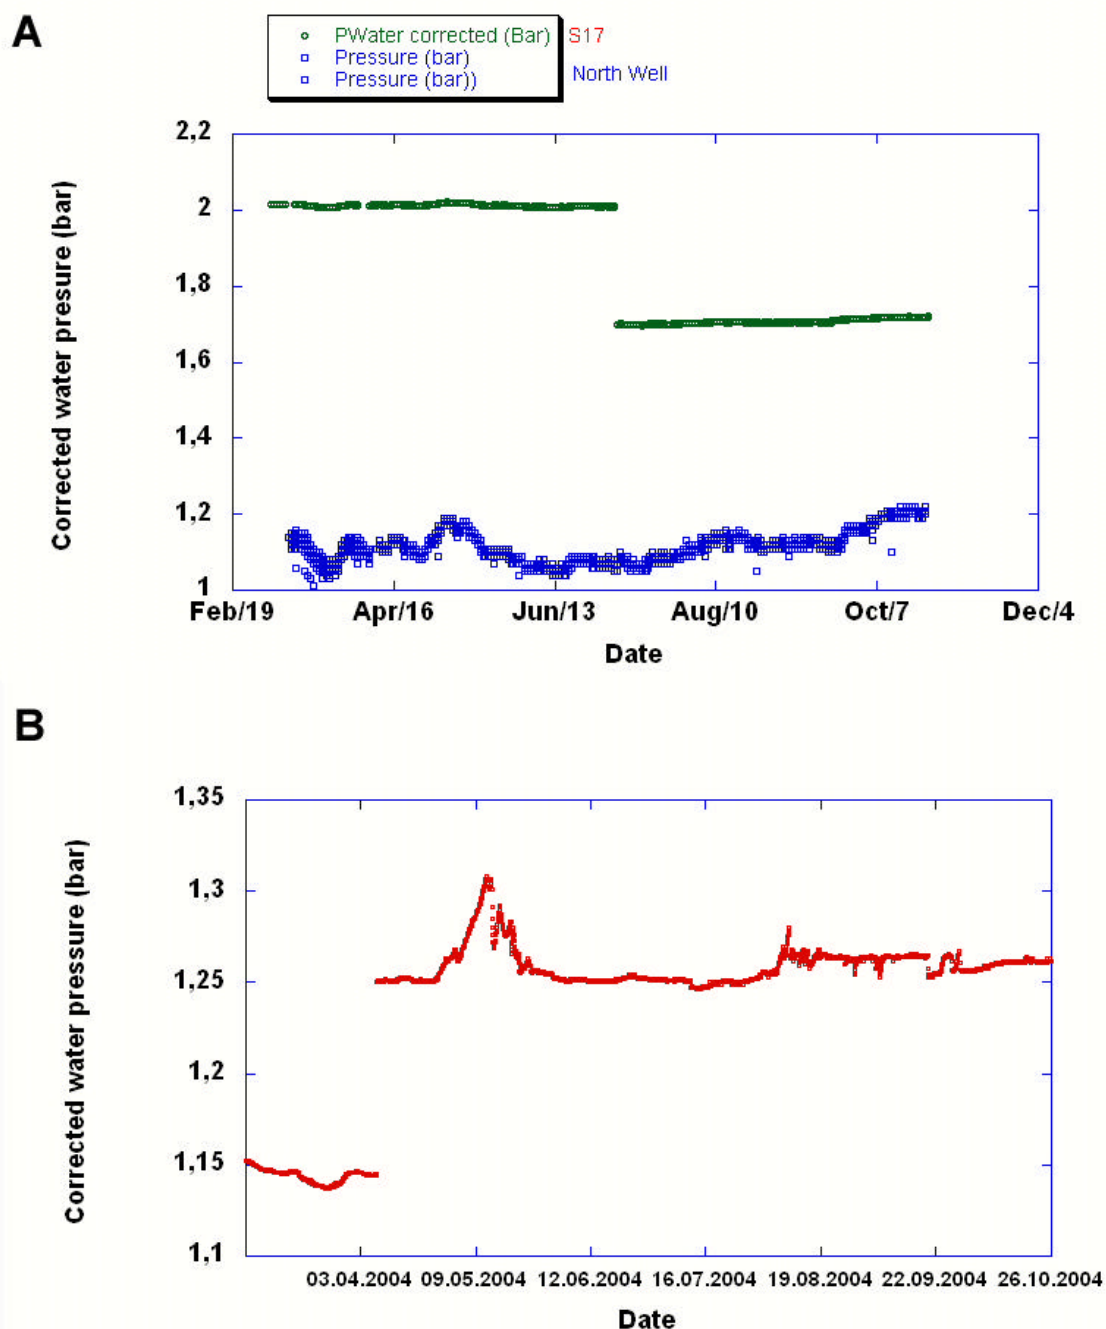 A
PWater corrected (Bar) S17
Pressure (bar)
Pressure (bar))
North Well
Corrected water presure (bar)
2,2
2
1,8
1,6
1,4
1,2
1
Feb/19 Apr/16 Jun/13 Aug/10 Oct/7 Dec/4
Date
B
Corrected water pressure (bar)
1,35
1,3
1,25
1,2
1,15
1,1
03.04.2004 09.05.2004 12.06.2004 16.07.2004 19.08.2004 22.09.2004 26.10.2004
Date